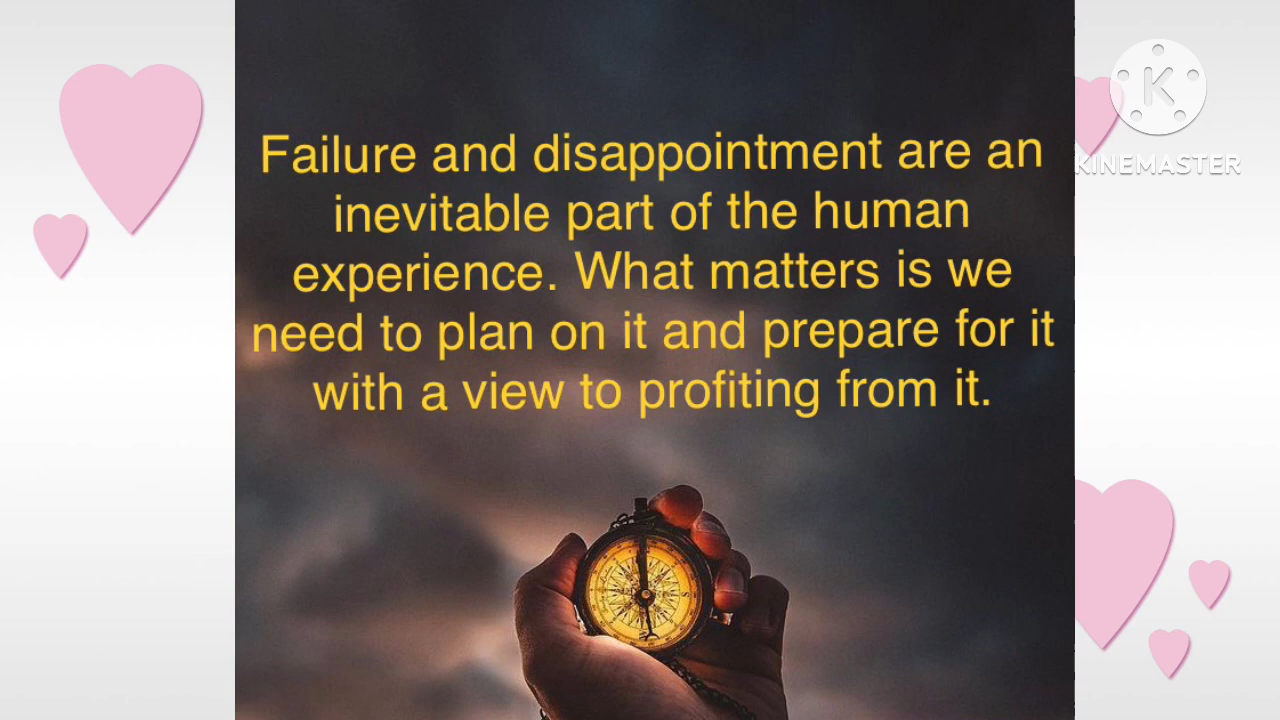 Failure and disappointment are an
inevitable part of the human
experience. What matters is we
need to plan on it and prepare for it
with a view to profiting from it.
K
KINEMASTER